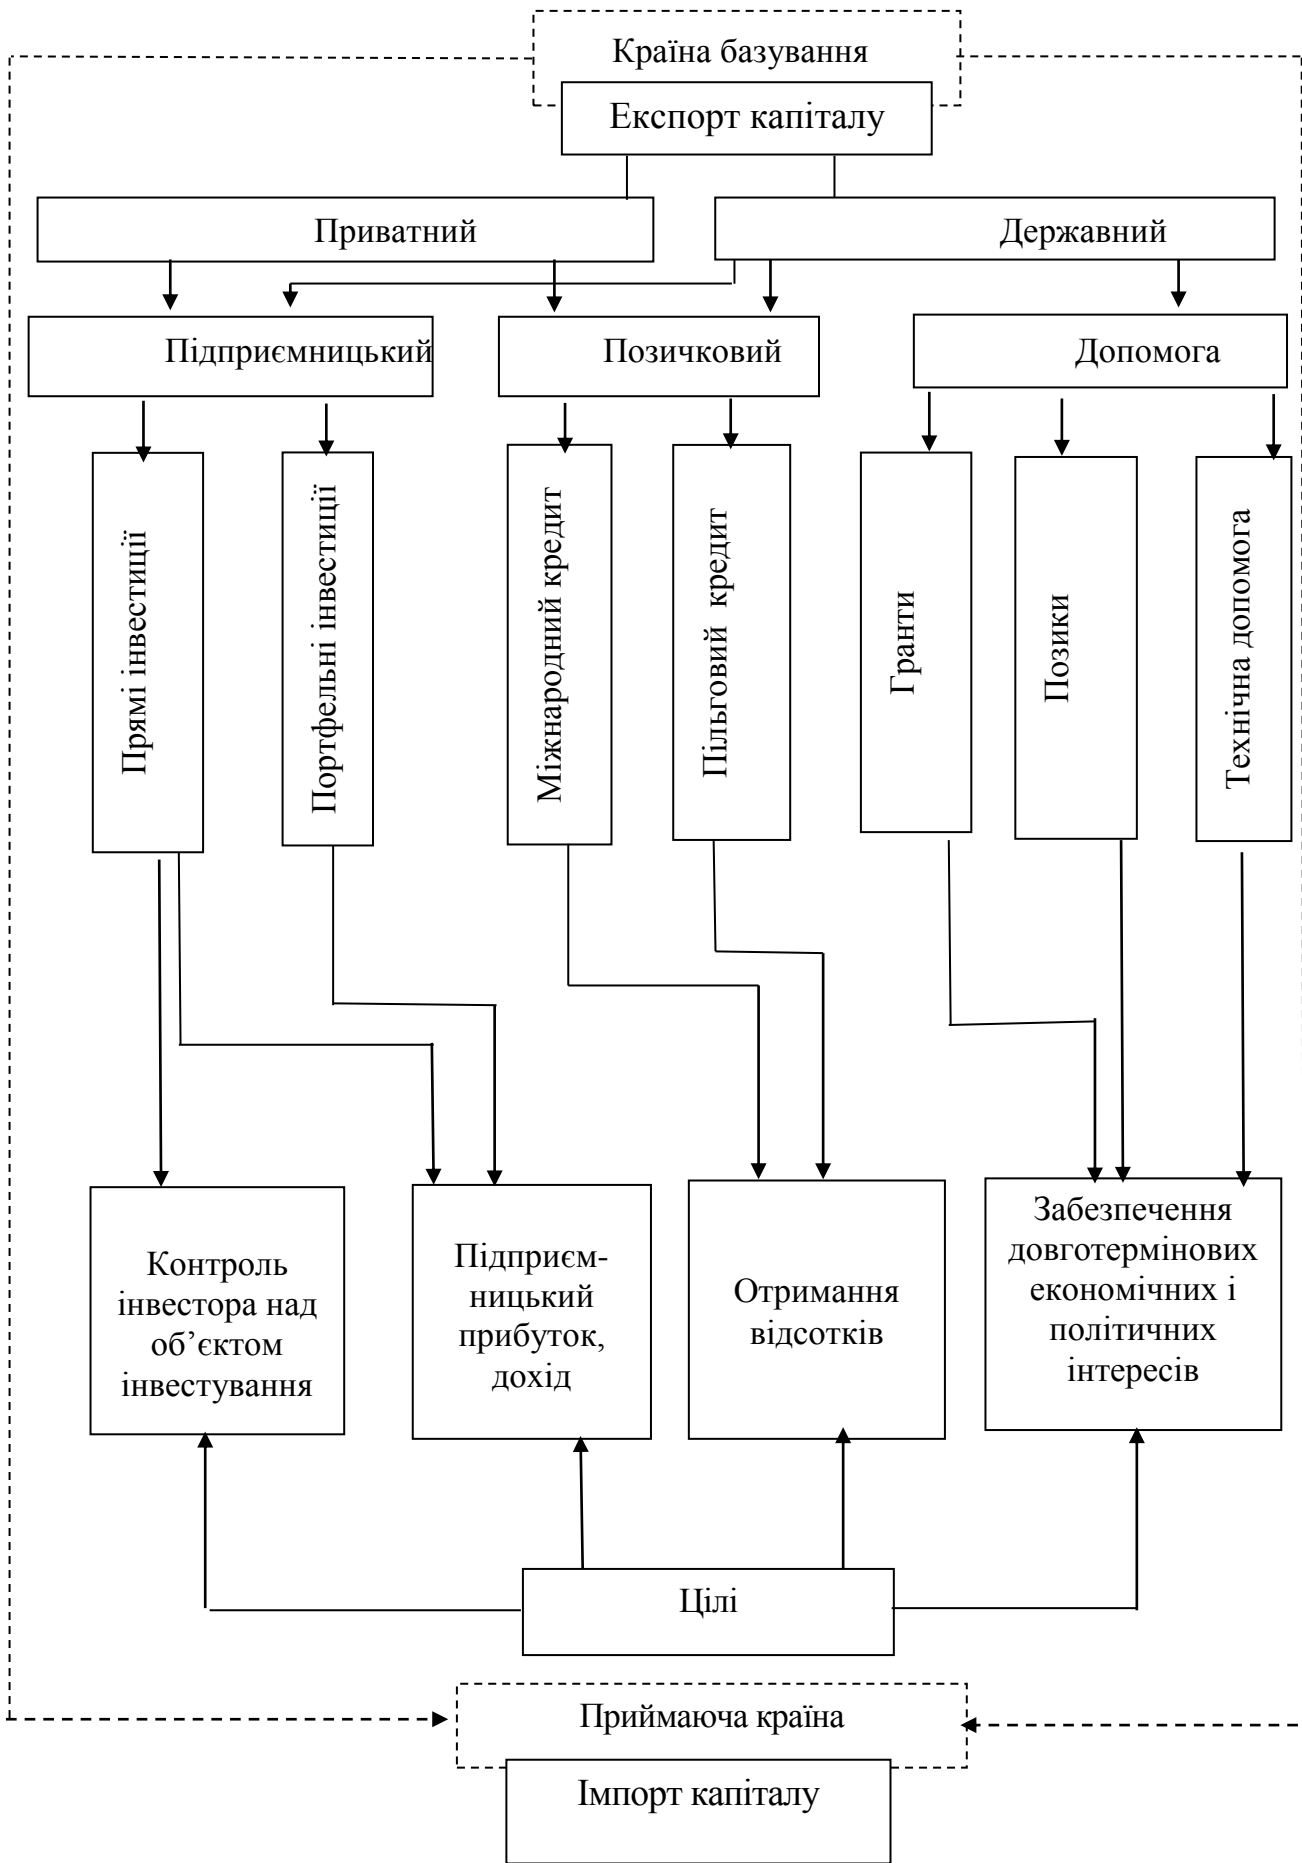 Країна базування
Експорт капіталу
Приватний
Державний
Підприємницький
Позичковий
Допомога
Прямі інвестиції
Портфельні інвестиції
Міжнародний кредит
Пільговий кредит
Гранти
Позики
Технічна допомога
Контроль
інвестора над
об’єктом
інвестування
Підприєм-
ницький
прибуток,
дохід
Отримання
відсотків
Забезпечення
довготермінових
економічних і
політичних
інтересів
Цілі
Приймаюча країна
Імпорт капіталу